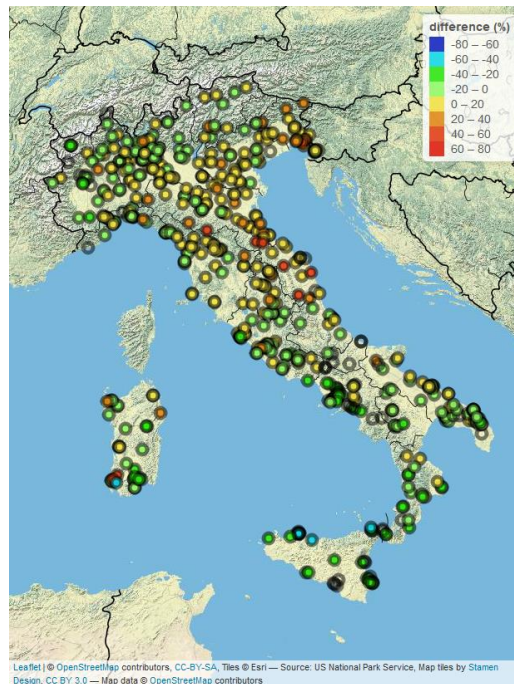 difference (%)
-80 – -60
-60 – -40
-40 – -20
-20 – 0
0 – 20
20 – 40
40 – 60
60 – 80
Leaflet | © OpenStreetMap contributors, CC-BY-SA, Tiles © Esri — Source: US National Park Service, Map tiles by Stamen
Design, CC BY 3.0 — Map data © OpenStreetMap contributors